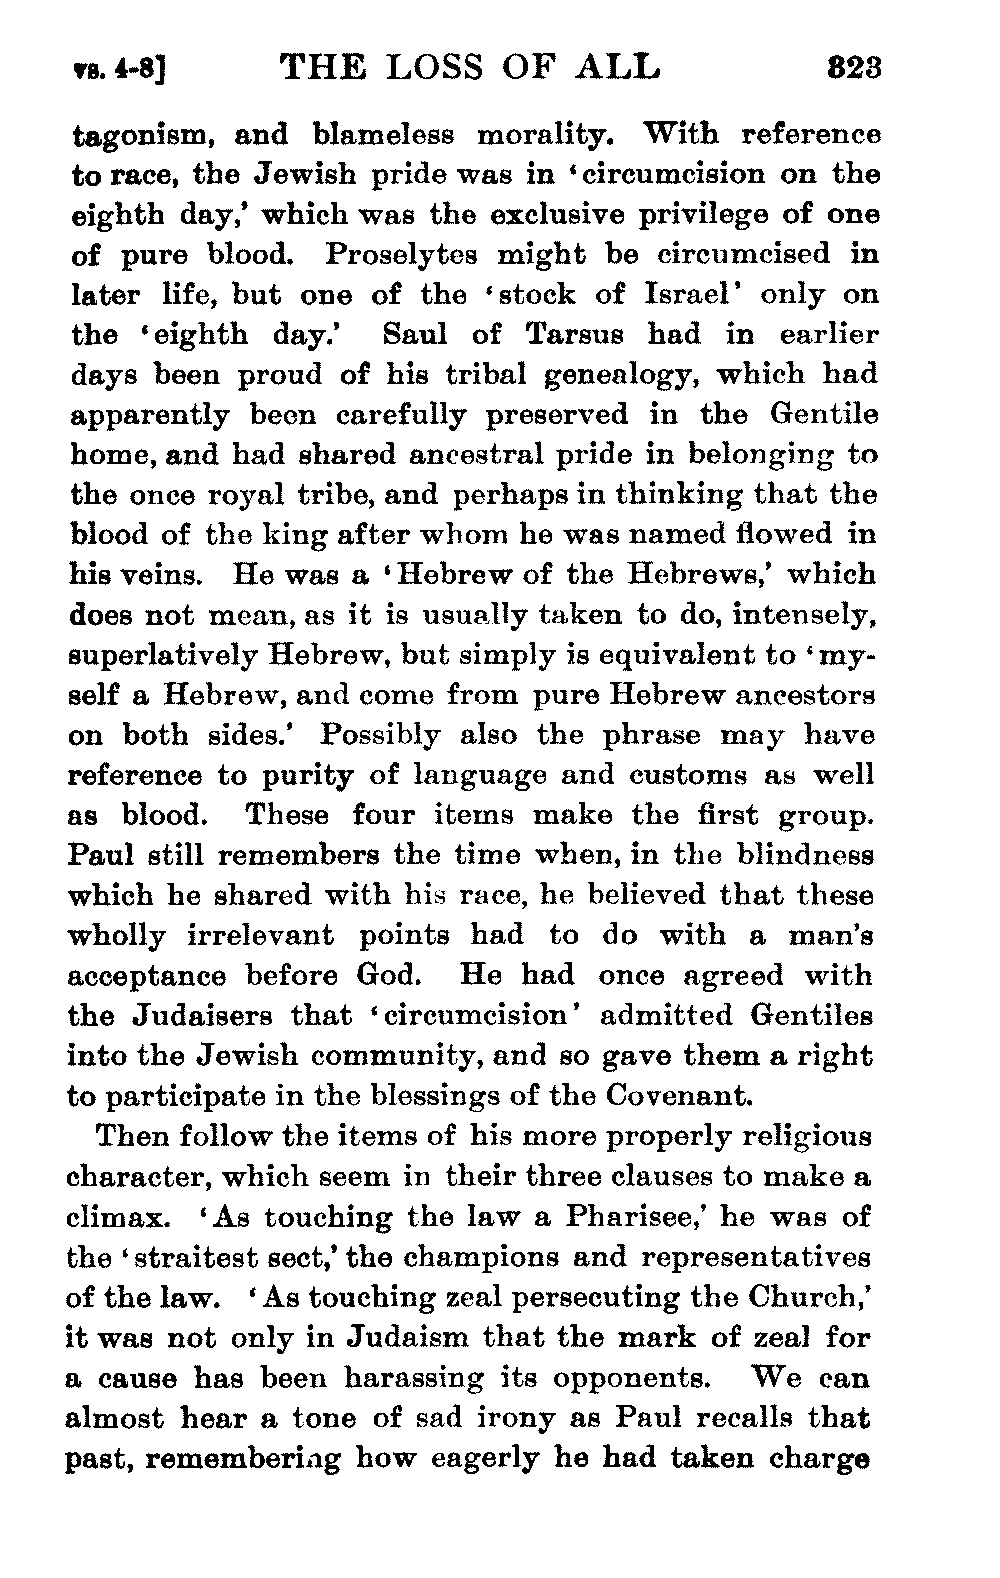 vs. 4-8] THE LOSS OF ALL 323
tagonism, and blameless morality. With reference
to race, the Jewish pride was in ‘circumcision on the
eighth day,’ which was the exclusive privilege of one
of pure blood. Proselytes might be circumcised in
later life, but one of the ‘stock of Israel’ only on
the ‘eighth day.’ Saul of Tarsus had in earlier
days been proud of his tribal genealogy, which had
apparently been carefully preserved in the Gentile
home, and had shared ancestral pride in belonging to
the once royal tribe, and perhaps in thinking that the
blood of the king after whom he was named flowed in
his veins. He was a ‘Hebrew of the Hebrews,’ which
does not mean, as it is usually taken to do, intensely,
superlatively Hebrew, but simply is equivalent to ‘my-
self a Hebrew, and come from pure Hebrew ancestors
on both sides.’ Possibly also the phrase may have
reference to purity of language and customs as well
as blood. These four items make the first group.
Paul still remembers the time when, in the blindness
which he shared with his race, he believed that these
wholly irrelevant points had to do with a man’s
acceptance before God. He had once agreed with
the Judaisers that ‘circumcision’ admitted Gentiles
into the Jewish community, and so gave them a right
to participate in the blessings of the Covenant.
Then follow the items of his more properly religious
character, which seem in their three clauses to make a
climax. ‘As touching the law a Pharisee,’ he was of
the ‘straitest sect,’ the champions and representatives
of the law. ‘As touching zeal persecuting the Church,’
it was not only in Judaism that the mark of zeal for
a cause has been harassing its opponents. We can
almost hear a tone of sad irony as Paul recalls that
past, remembering how eagerly he had taken charge